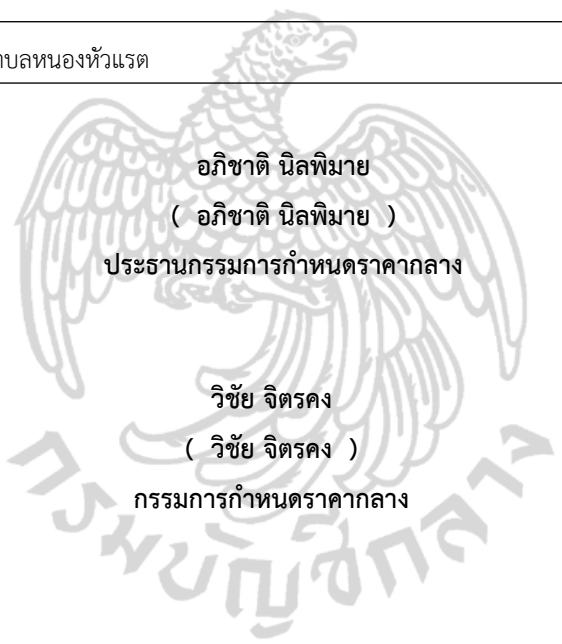 บลหนองหัวแรต
อภิชาติ นิลพิมาย
( อภิชาติ นิลพิมาย )
ประธานกรรมการกำหนดราคากลาง
วิชัย จิตรคง
( วิชัย จิตรคง )
กรรมการกำหนดราคากลาง
กรมบัญชีกลาง